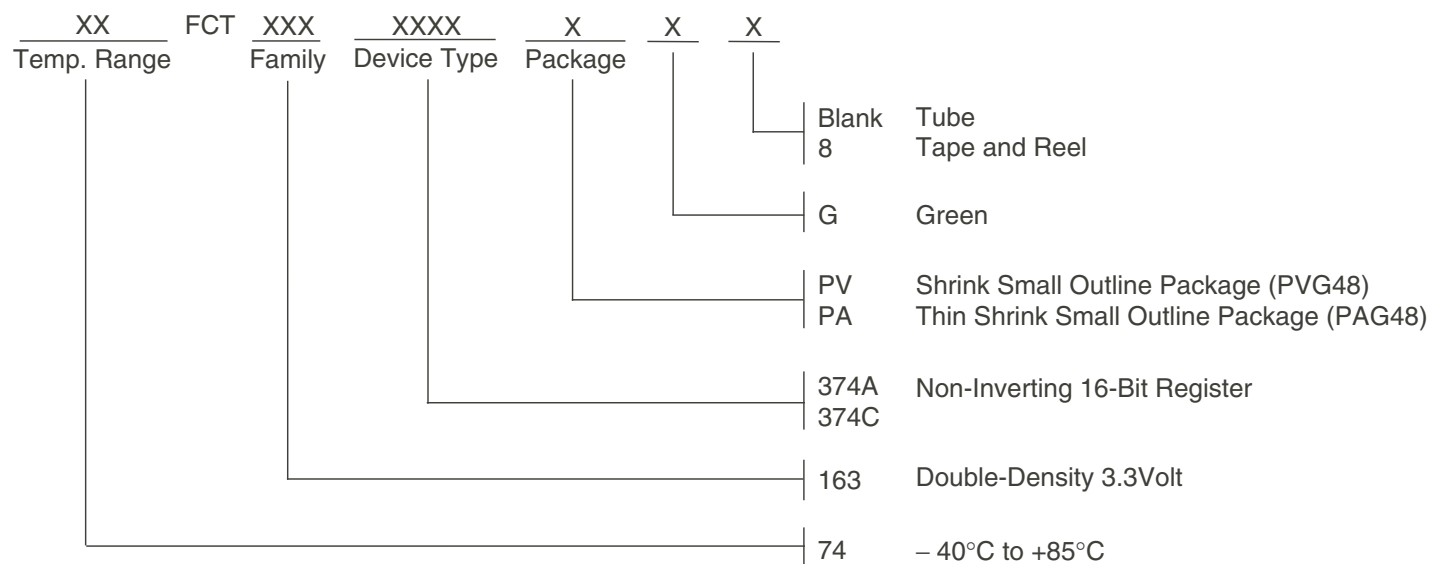 XX FCT XXX XXXX X X X
Temp. Range Family Device Type Package
Blank Tube
8 Tape and Reel
G Green
PV Shrink Small Outline Package (PVG48)
PA Thin Shrink Small Outline Package (PAG48)
374A Non-Inverting 16-Bit Register
374C
163 Double-Density 3.3Volt
74 – 40°C to +85°C